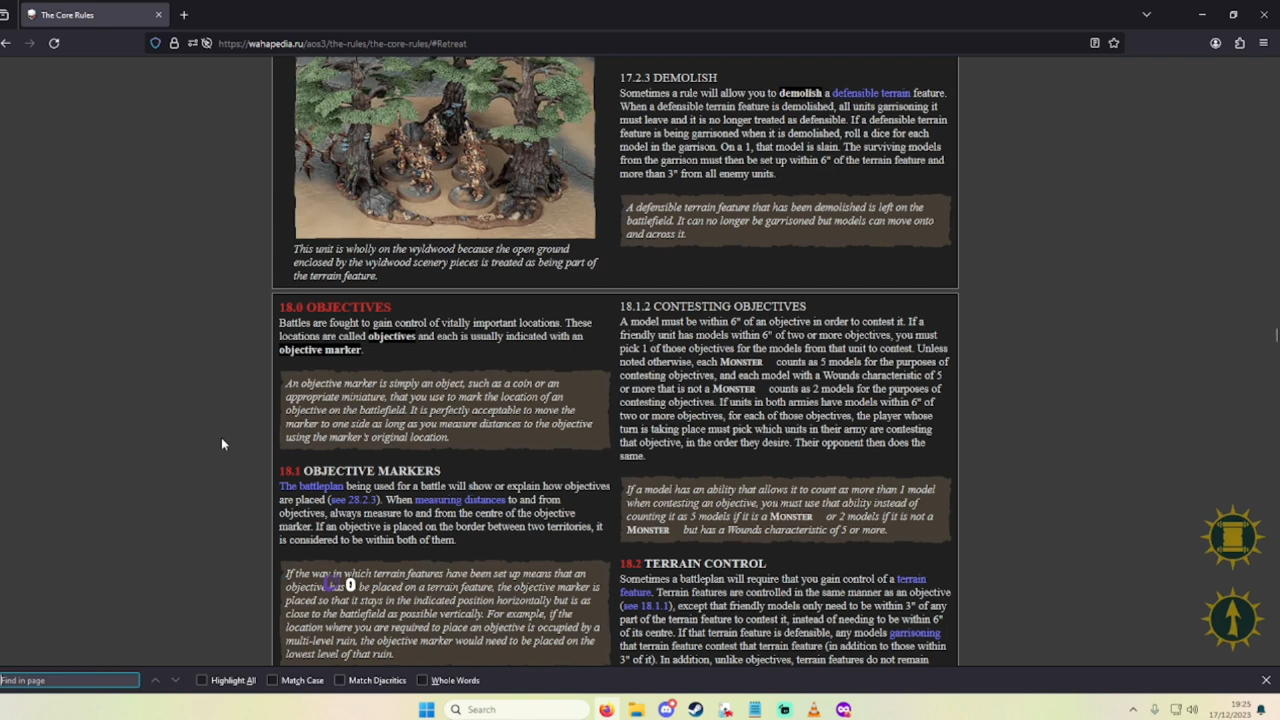 The Core Rules
https://wahapedia.ru/aos3/the-rules/the-core-rules/#Retreat
This unit is wholly on the wyldwood because the open ground
enclosed by the wyldwood scenery pieces is treated as being part of
the terrain feature.
17.2.3 DEMOLISH
Sometimes a rule will allow you to demolish a defensible terrain feature.
When a defensible terrain feature is demolished, all units garrisoning it
must leave and it is no longer treated as defensible. If a defensible terrain
feature is being garrisoned when it is demolished, roll a dice for each
model in the garrison. On a 1, that model is slain. The surviving models
from the garrison must then be set up within 6" of the terrain feature and
more than 3" from all enemy units.
A defensible terrain feature that has been demolished is left on the
battlefield. It can no longer be garrisoned but models can move onto
and across it.
18.0 OBJECTIVES
Battles are fought to gain control of vitally important locations. These
locations are called objectives and each is usually indicated with an
objective marker.
An objective marker is simply an object, such as a coin or an
appropriate miniature, that you use to mark the location of an
objective on the battlefield. It is perfectly acceptable to move the
marker to one side as long as you measure distances to the objective
using the marker's original location.
18.1 OBJECTIVE MARKERS
The battleplan being used for a battle will show or explain how objectives
are placed (see 28.2.3). When measuring distances to and from
objectives, always measure to and from the centre of the objective
marker. If an objective is placed on the border between two territories, it
is considered to be within both of them.
If the way in which terrain features have been set up means that an
objective be placed on a terrain feature, the objective marker is
placed so that it stays in the indicated position horizontally but is as
close to the battlefield as possible vertically. For example, if the
location where you are required to place an objective is occupied by a
multi-level ruin, the objective marker would need to be placed on the
lowest level of that ruin.
18.1.2 CONTESTING OBJECTIVES
A model must be within 6" of an objective in order to contest it. If a
friendly unit has models within 6" of two or more objectives, you must
pick 1 of those objectives for the models from that unit to contest. Unless
noted otherwise, each MONSTER counts as 5 models for the purposes of
contesting objectives, and each model with a Wounds characteristic of 5
or more that is not a MONSTER counts as 2 models for the purposes of
contesting objectives. If units in both armies have models within 6" of
two or more objectives, for each of those objectives, the player whose
turn is taking place must pick which units in their army are contesting
that objective, in the order they desire. Their opponent then does the
same.
If a model has an ability that allows it to count as more than 1 model
when contesting an objective, you must use that ability instead of
counting it as 5 models if it is a MONSTER or 2 models if it is not a
MONSTER but has a Wounds characteristic of 5 or more.
18.2 TERRAIN CONTROL
Sometimes a battleplan will require that you gain control of a terrain
feature. Terrain features are controlled in the same manner as an objective
(see 18.1.1), except that friendly models only need to be within 3" of any
part of the terrain feature to contest it, instead of needing to be within 6"
of its centre. If that terrain feature is defensible, any models garrisoning
that terrain feature contest that terrain feature (in addition to those within
3" of it). In addition, unlike objectives, terrain features do not remain
Find in page
Highlight All
Match Case
Match Diacritics
Whole Words
Search
19:25
17/12/2023